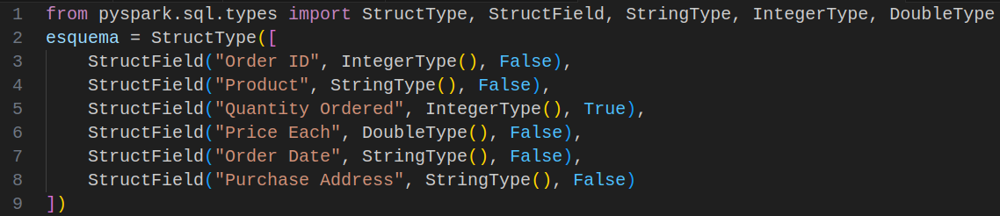 1 from pyspark.sql.types import StructType, StructField, StringType, IntegerType, DoubleType
2 esquema = StructType([
3     StructField("Order ID", IntegerType(), False),
4     StructField("Product", StringType(), False),
5     StructField("Quantity Ordered", IntegerType(), True),
6     StructField("Price Each", DoubleType(), False),
7     StructField("Order Date", StringType(), False),
8     StructField("Purchase Address", StringType(), False)
9 ])